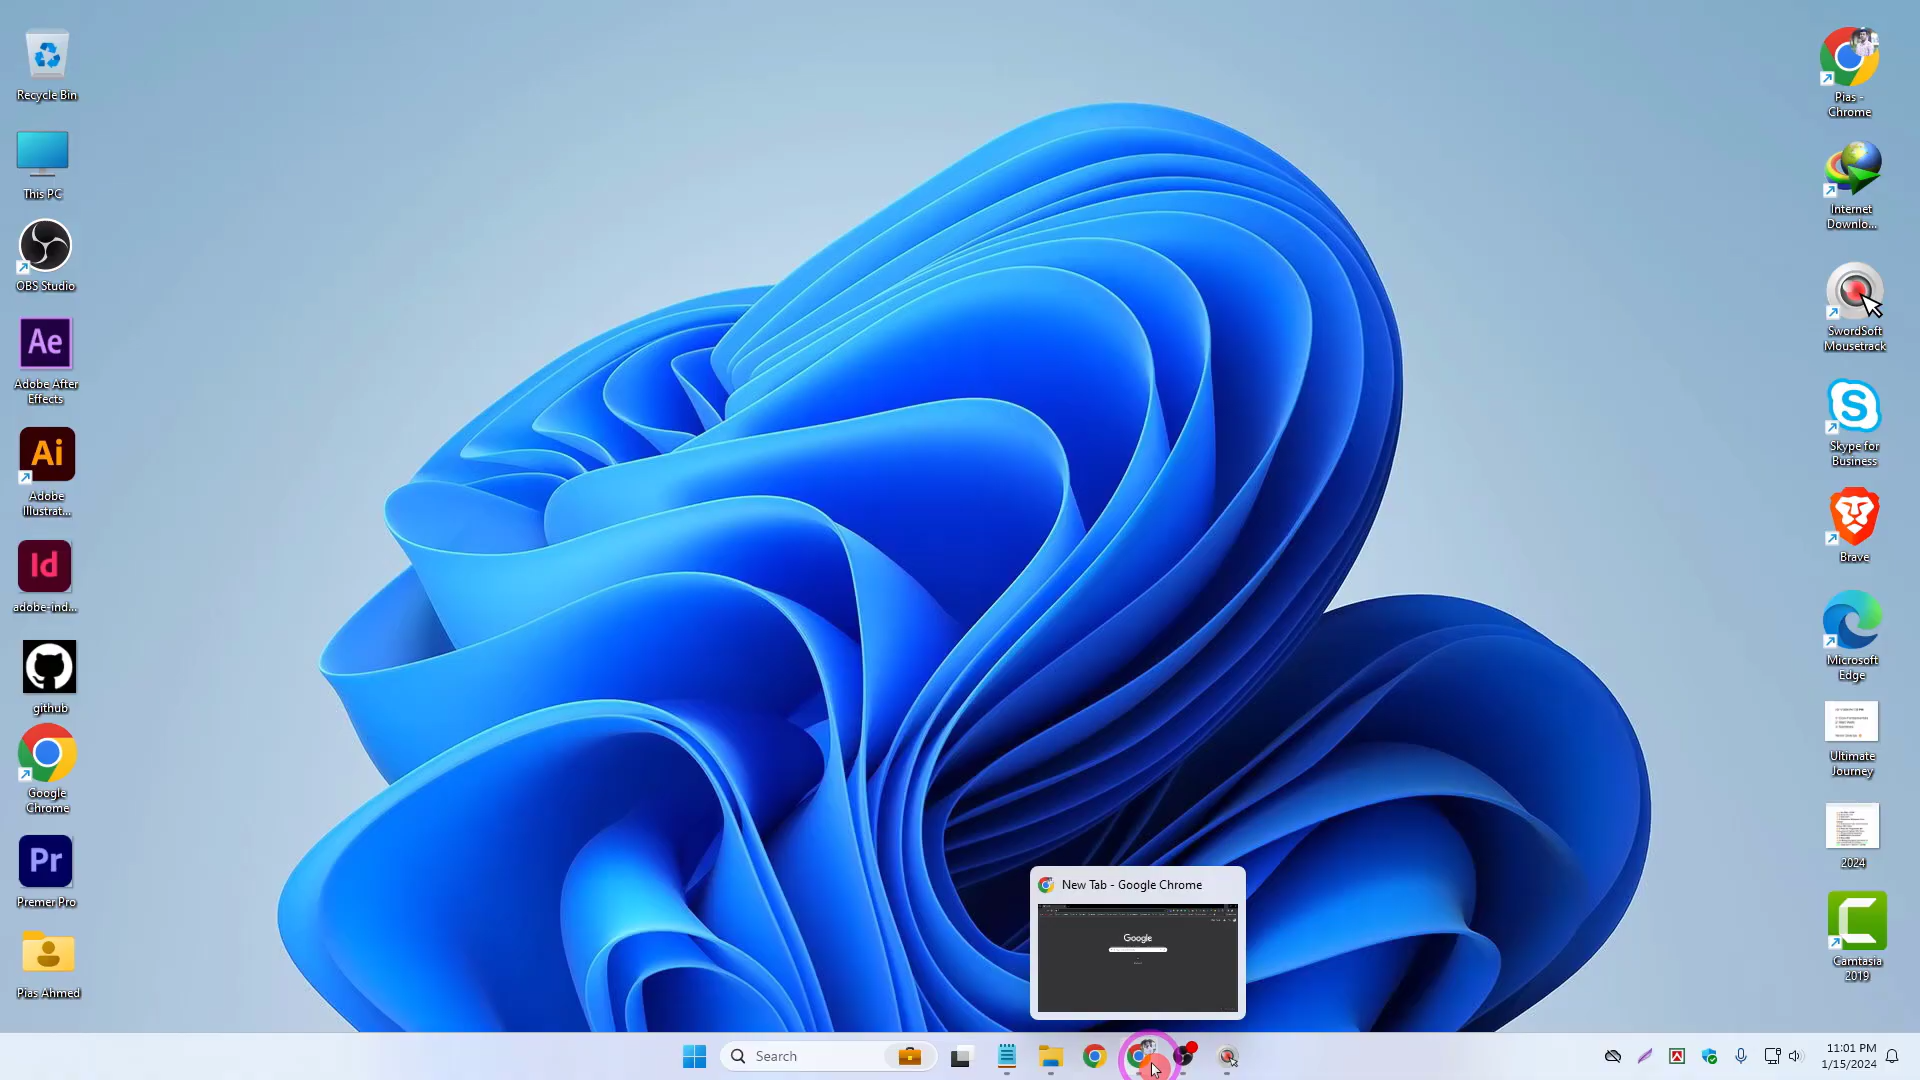 Recycle Bin
This PC
OBS Studio
Ae
Adobe After
Effects
Ai
Adobe
Illustrat...
Id
adobe-ind...
github
Google
Chrome
Pr
Premer Pro
Pias Ahmed
Pias -
Chrome
Internet
Downlo...
SwordSoft
Mousetrack
S
Skype for
Business
Brave
Microsoft
Edge
Ultimate
Journey
2024
C
Camtasia
2019
New Tab - Google Chrome
Google
Search
11:01 PM
1/15/2024